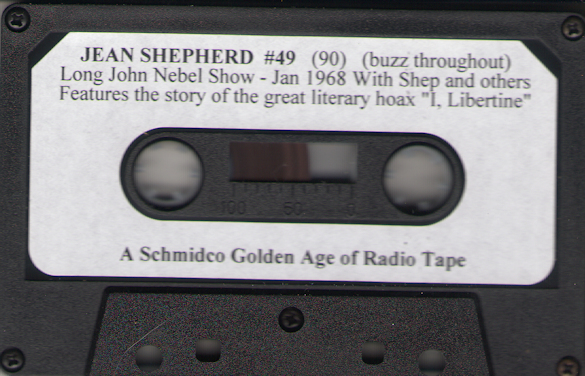 JEAN SHEPHERD #49 (90) (buzz throughout)
Long John Nebel Show - Jan 1968 With Shep and others
Features the story of the great literary hoax "I, Libertine"
100 50 0
A Schmidco Golden Age of Radio Tape